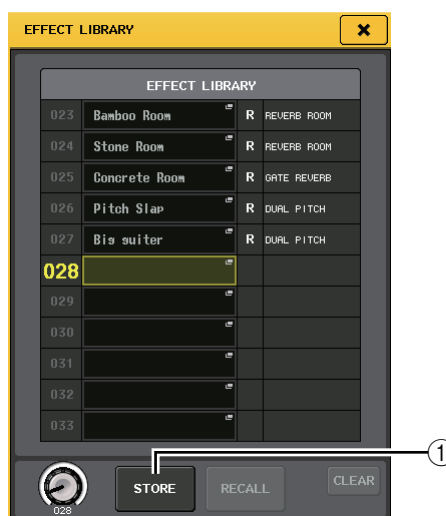 EFFECT LIBRARY
EFFECT LIBRARY
023 Bamboo Room R REVERB ROOM
024 Stone Room R REVERB ROOM
025 Concrete Room R GATE REVERB
026 Pitch Slap R DUAL PITCH
027 Big guiter R DUAL PITCH
028
029
030
031
032
033
1
STORE RECALL CLEAR
028